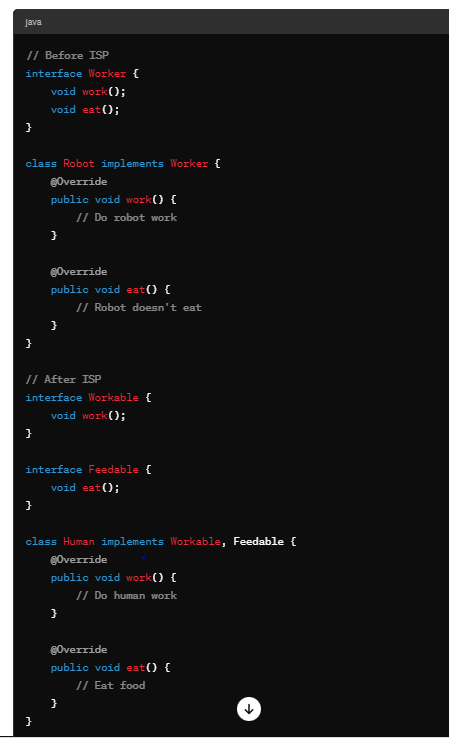 java
// Before ISP
interface Worker {
    void work();
    void eat();
}

class Robot implements Worker {
    @Override
    public void work() {
        // Do robot work
    }

    @Override
    public void eat() {
        // Robot doesn't eat
    }
}

// After ISP
interface Workable {
    void work();
}

interface Feedable {
    void eat();
}

class Human implements Workable, Feedable {
    @Override
    public void work() {
        // Do human work
    }

    @Override
    public void eat() {
        // Eat food
    }
}